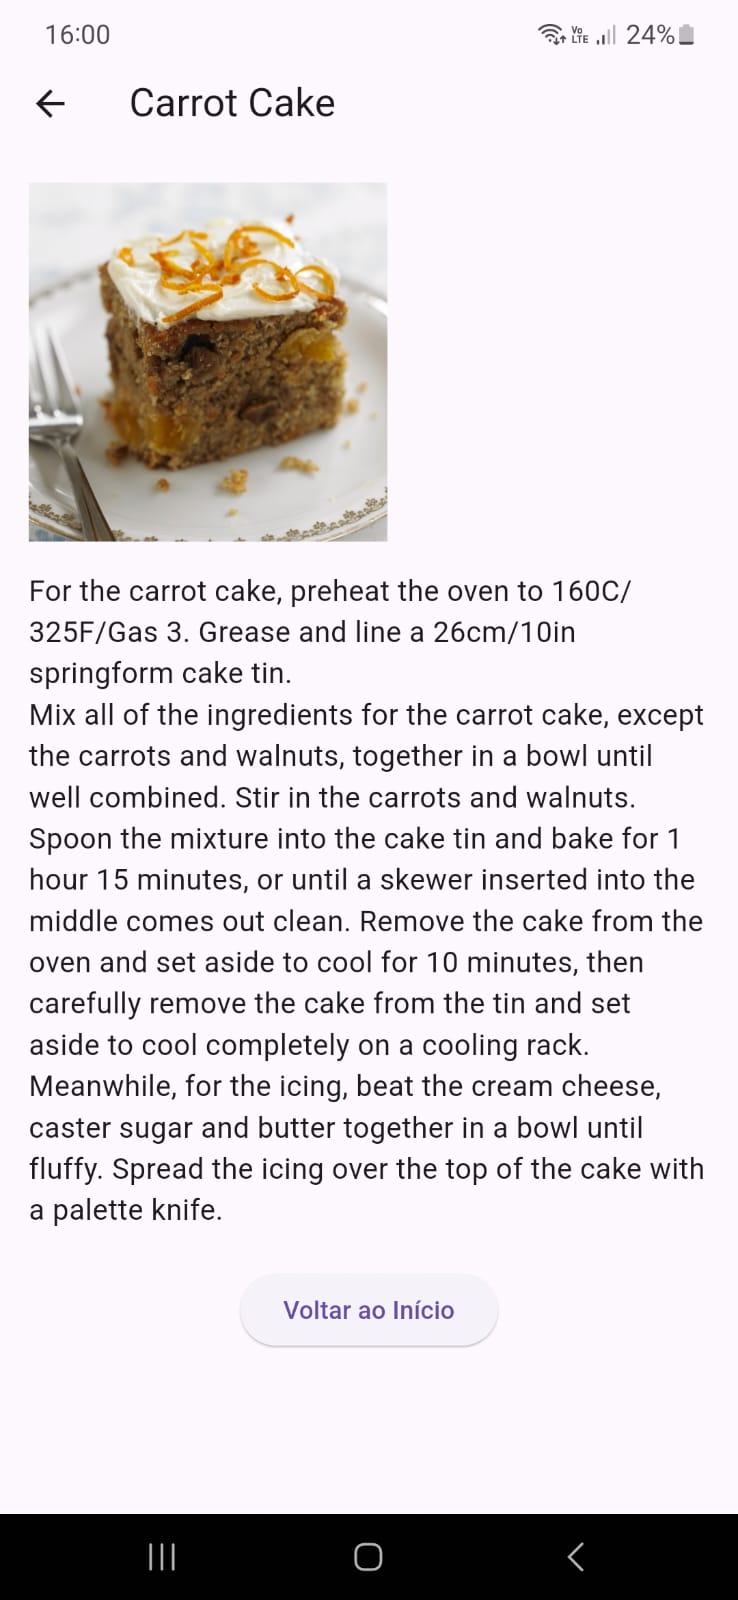 16:00
Vo LTE 24%
Carrot Cake
For the carrot cake, preheat the oven to 160C/
325F/Gas 3. Grease and line a 26cm/10in
springform cake tin.
Mix all of the ingredients for the carrot cake, except
the carrots and walnuts, together in a bowl until
well combined. Stir in the carrots and walnuts.
Spoon the mixture into the cake tin and bake for 1
hour 15 minutes, or until a skewer inserted into the
middle comes out clean. Remove the cake from the
oven and set aside to cool for 10 minutes, then
carefully remove the cake from the tin and set
aside to cool completely on a cooling rack.
Meanwhile, for the icing, beat the cream cheese,
caster sugar and butter together in a bowl until
fluffy. Spread the icing over the top of the cake with
a palette knife.
Voltar ao Início